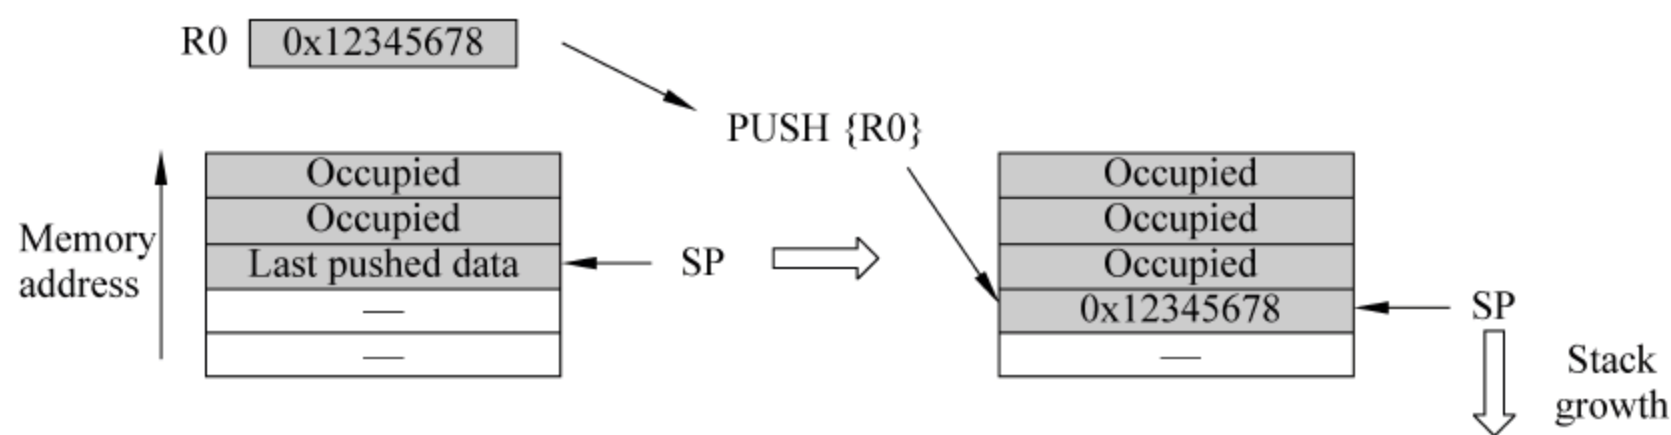 R0
0x12345678
PUSH {R0}
Memory
address
Occupied
Occupied
Last pushed data
—
—
SP
Occupied
Occupied
Occupied
0x12345678
—
SP
Stack
growth